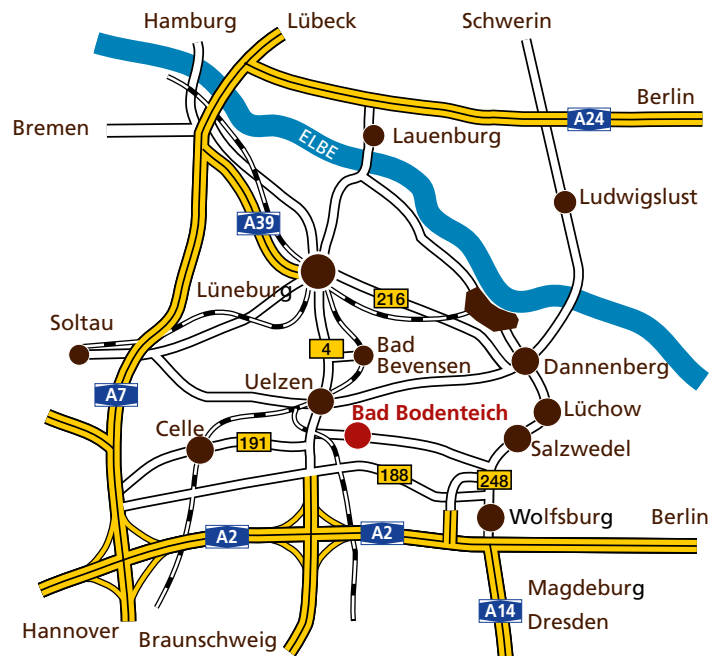 Hamburg
Lübeck
Schwerin
Berlin
A24
Bremen
Lauenburg
ELBE
Ludwigslust
A39
Lüneburg
216
Soltau
4
Bad
Bevensen
Dannenberg
A7
Uelzen
Bad Bodenteich
Lüchow
Celle
191
Salzwedel
188
248
Wolfsburg
Berlin
A2
A2
Magdeburg
A14
Dresden
Hannover
Braunschweig